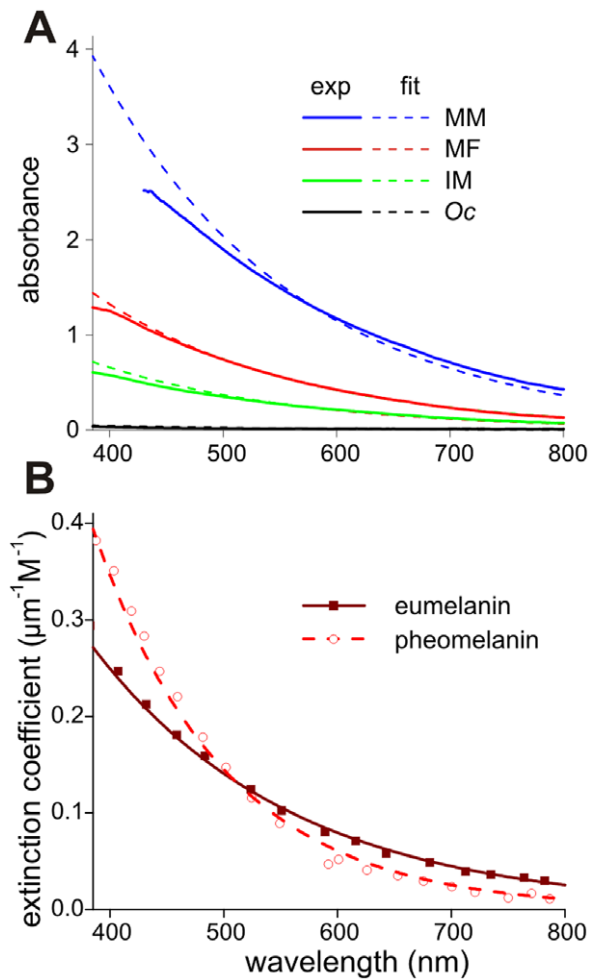 A
absorbance
4
3
2
1
0
exp fit
MM
MF
IM
Oc
400 500 600 700 800
B
extinction coefficient (µm⁻¹M⁻¹)
0.4
0.3
0.2
0.1
0.0
eumelanin
pheomelanin
400 500 600 700 800
wavelength (nm)